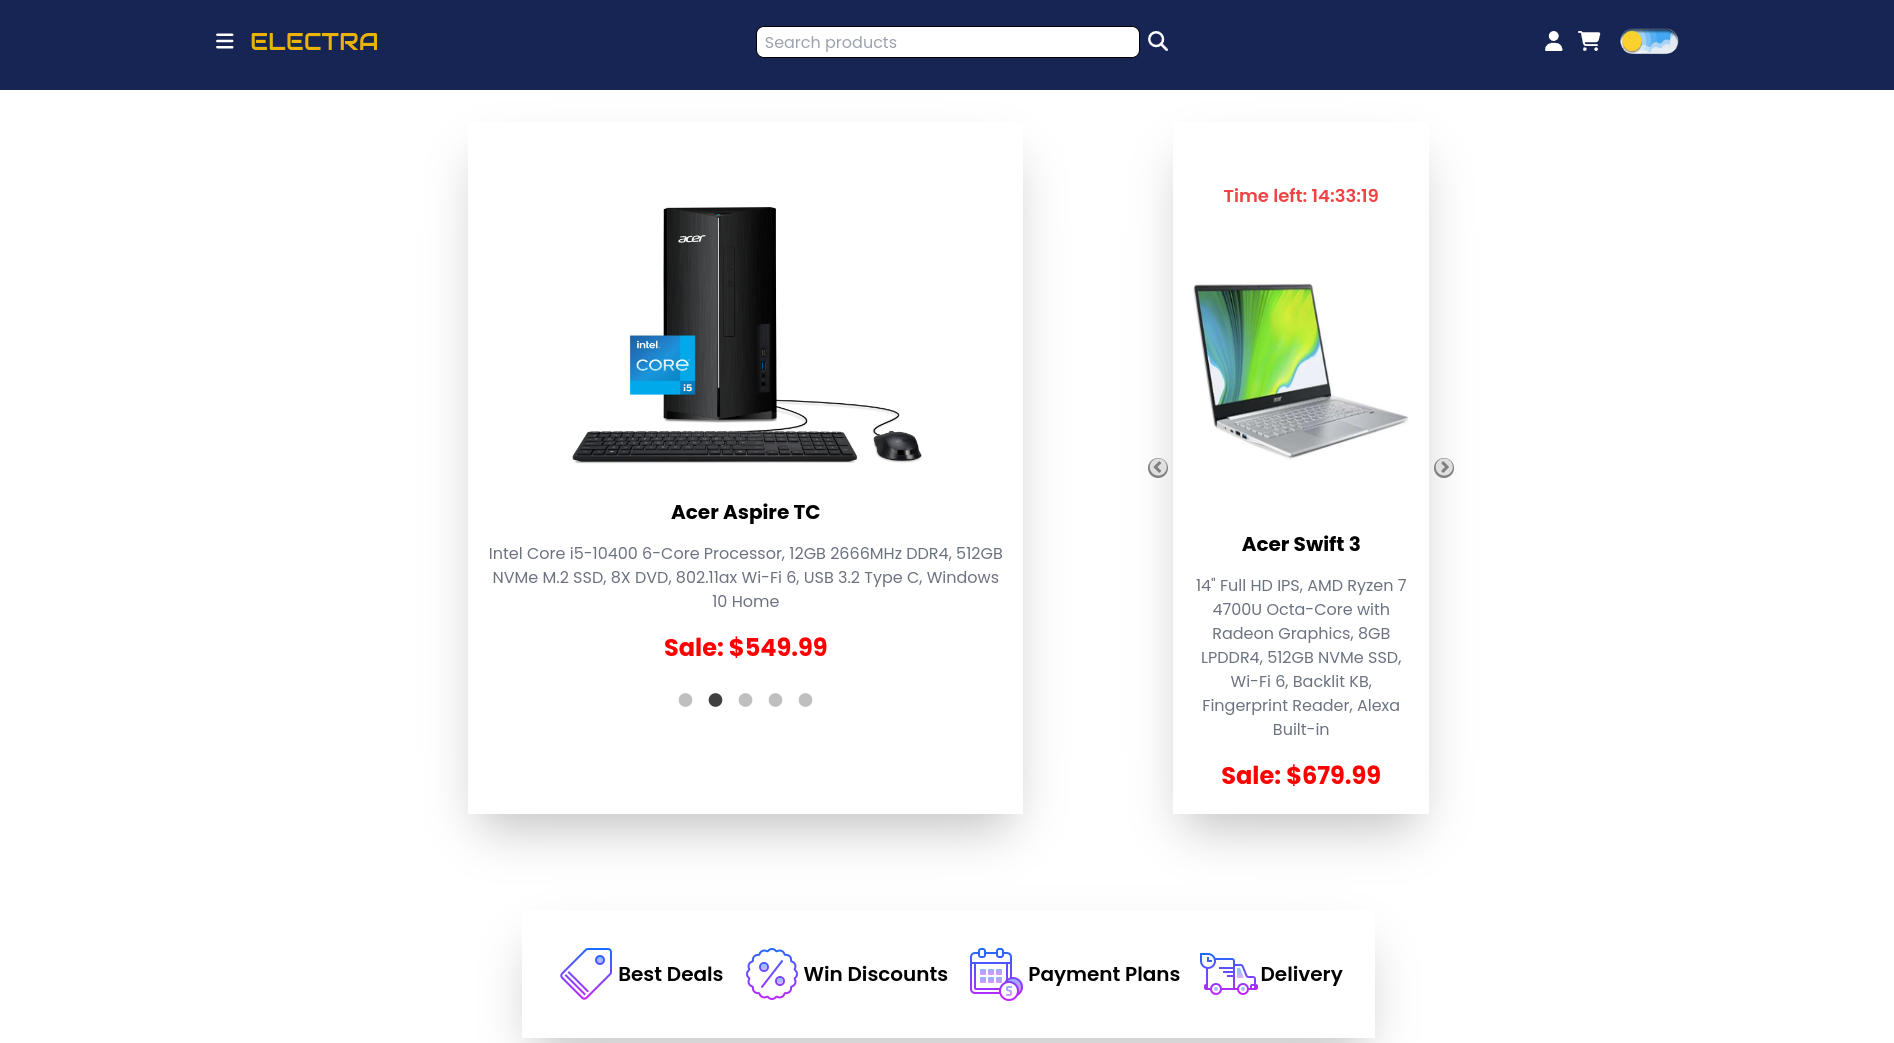 ELECTRA
Search products
acer
intel.
CORE
i5
Acer Aspire TC
Intel Core i5-10400 6-Core Processor, 12GB 2666MHz DDR4, 512GB
NVMe M.2 SSD, 8X DVD, 802.11ax Wi-Fi 6, USB 3.2 Type C, Windows
10 Home
Sale: $549.99
Time left: 14:33:19
acer
Acer Swift 3
14" Full HD IPS, AMD Ryzen 7
4700U Octa-Core with
Radeon Graphics, 8GB
LPDDR4, 512GB NVMe SSD,
Wi-Fi 6, Backlit KB,
Fingerprint Reader, Alexa
Built-in
Sale: $679.99
Best Deals
Win Discounts
Payment Plans
Delivery